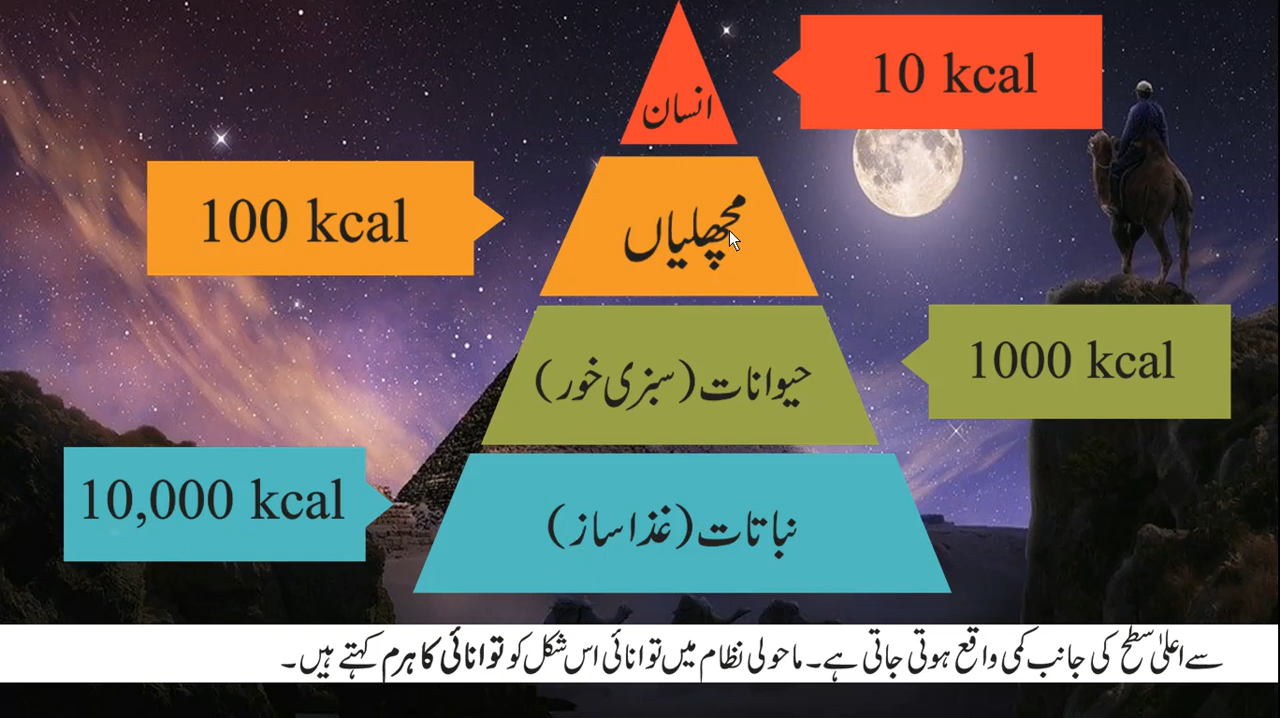 10 kcal
انسان
100 kcal
مچھلیاں
1000 kcal
حیوانات (سبزی خور)
10,000 kcal
نباتات (غذا ساز)
سے اعلیٰ سطح کی جانب کمی واقع ہوتی جاتی ہے۔ ماحولی نظام میں توانائی اس شکل کو توانائی کا ہرم کہتے ہیں۔